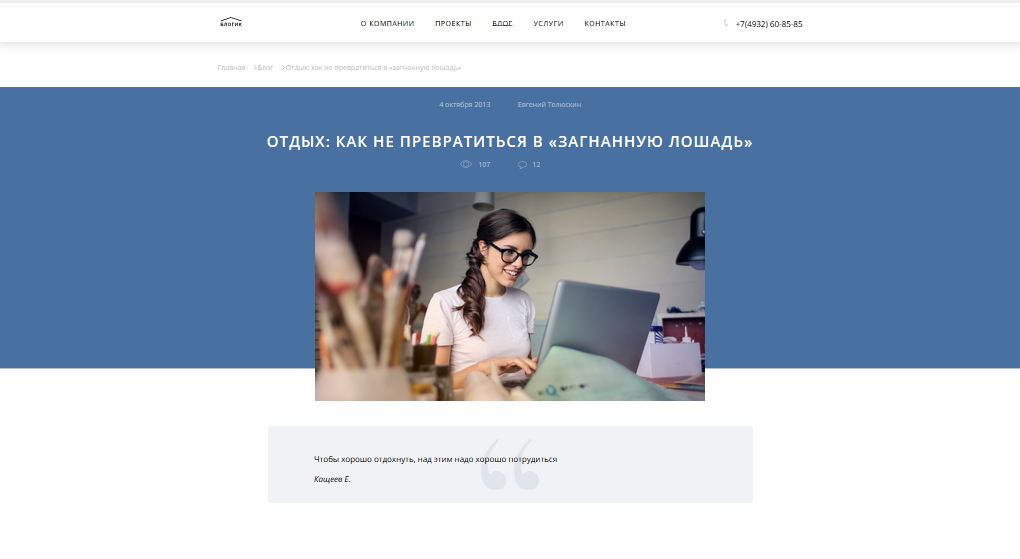 БЛОГИК
О КОМПАНИИ ПРОЕКТЫ БЛОГ УСЛУГИ КОНТАКТЫ
+7(4932) 60-85-85
Главная Блог Отдых: как не превратиться в «загнанную лошадь»
4 октября 2013 Евгений Телюскин
ОТДЫХ: КАК НЕ ПРЕВРАТИТЬСЯ В «ЗАГНАННУЮ ЛОШАДЬ»
107 12
Чтобы хорошо отдохнуть, над этим надо хорошо потрудиться
Кащеев Е.